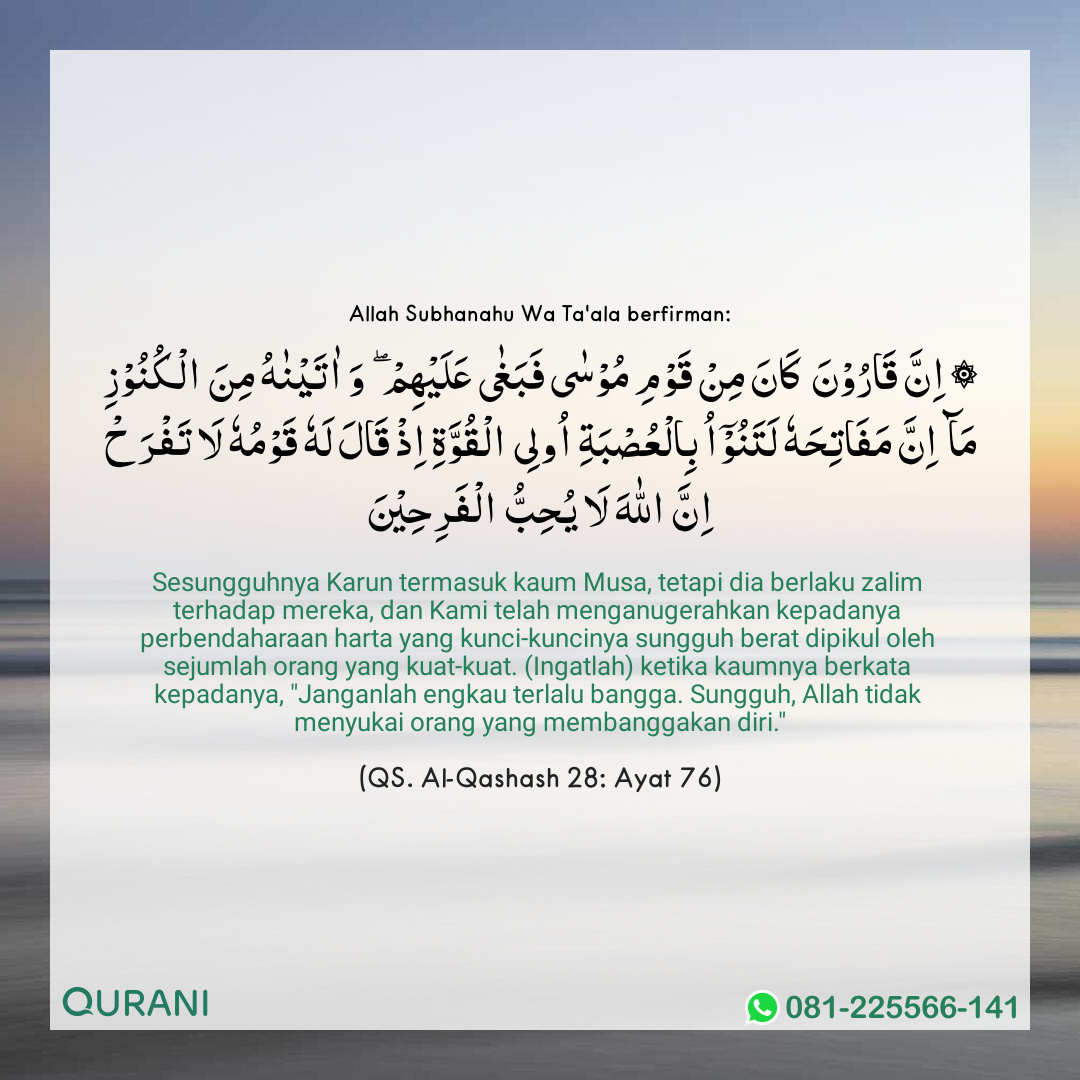 Allah Subhanahu Wa Ta'ala berfirman:
۞ اِنَّ قَارُوْنَ كَانَ مِنْ قَوْمِ مُوْسٰى فَبَغٰى عَلَيْهِمْ ۖ وَاٰتَيْنٰهُ مِنَ الْكُنُوْزِ
مَاۤ اِنَّ مَفَاتِحَهٗ لَتَنُوْٓاُ بِالْعُصْبَةِ اُولِى الْقُوَّةِ اِذْ قَالَ لَهٗ قَوْمُهٗ لَا تَفْرَحْ
اِنَّ اللّٰهَ لَا يُحِبُّ الْفَرِحِيْنَ
Sesungguhnya Karun termasuk kaum Musa, tetapi dia berlaku zalim
terhadap mereka, dan Kami telah menganugerahkan kepadanya
perbendaharaan harta yang kunci-kuncinya sungguh berat dipikul oleh
sejumlah orang yang kuat-kuat. (Ingatlah) ketika kaumnya berkata
kepadanya, "Janganlah engkau terlalu bangga. Sungguh, Allah tidak
menyukai orang yang membanggakan diri."
(QS. Al-Qashash 28: Ayat 76)
QURANI
081-225566-141